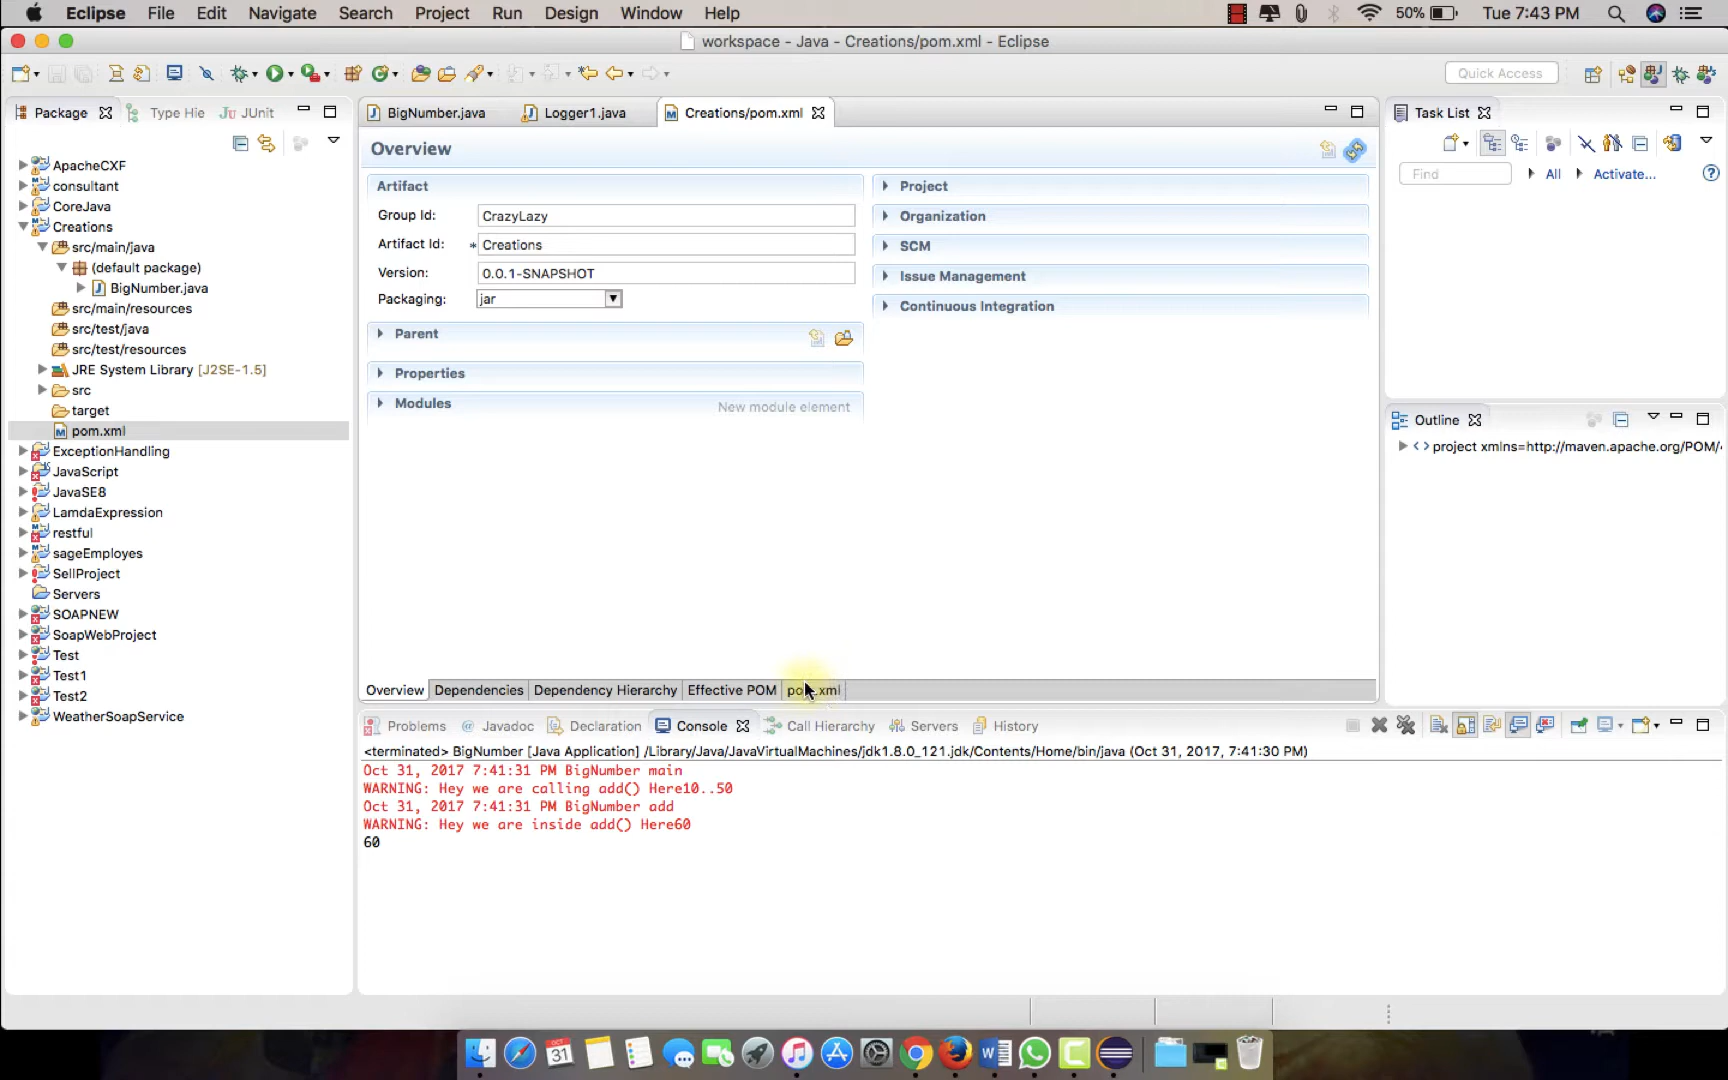 Eclipse File Edit Navigate Search Project Run Design Window Help 50% Tue 7:43 PM
workspace - Java - Creations/pom.xml - Eclipse
Quick Access
Package Type Hie JUnit
ApacheCXF
consultant
CoreJava
Creations
src/main/java
(default package)
BigNumber.java
src/main/resources
src/test/java
src/test/resources
JRE System Library [J2SE-1.5]
src
target
pom.xml
ExceptionHandling
JavaScript
JavaSE8
LamdaExpression
restful
sageEmployes
SellProject
Servers
SOAPNEW
SoapWebProject
Test
Test1
Test2
WeatherSoapService
BigNumber.java Logger1.java Creations/pom.xml
Overview
Artifact
Group Id: CrazyLazy
Artifact Id: * Creations
Version: 0.0.1-SNAPSHOT
Packaging: jar
Parent
Properties
Modules New module element
Project
Organization
SCM
Issue Management
Continuous Integration
Overview Dependencies Dependency Hierarchy Effective POM pom.xml
Task List
Find All Activate...
Outline
project xmlns=http://maven.apache.org/POM/
Problems @ Javadoc Declaration Console Call Hierarchy Servers History
<terminated> BigNumber [Java Application] /Library/Java/JavaVirtualMachines/jdk1.8.0_121.jdk/Contents/Home/bin/java (Oct 31, 2017, 7:41:30 PM)
Oct 31, 2017 7:41:31 PM BigNumber main
WARNING: Hey we are calling add() Here10..50
Oct 31, 2017 7:41:31 PM BigNumber add
WARNING: Hey we are inside add() Here60
60
OCT
31